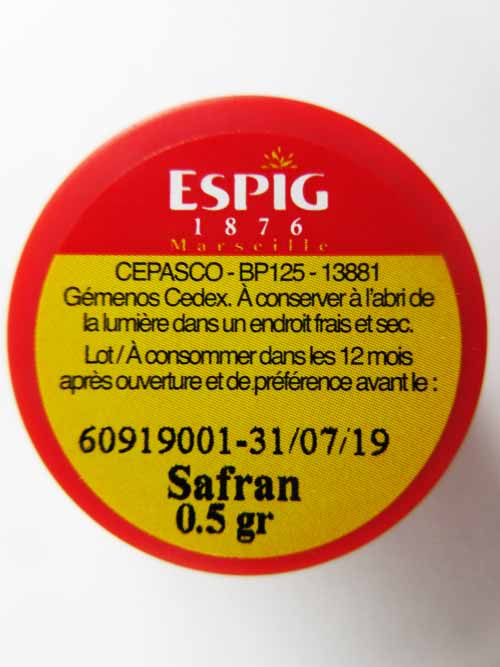 ESPIG
1876
Marseille
CEPASCO - BP125 - 13881
Gémenos Cedex. À conserver à l'abri de
la lumière dans un endroit frais et sec.
Lot / À consommer dans les 12 mois
après ouverture et de préférence avant le :
60919001-31/07/19
Safran
0.5 gr